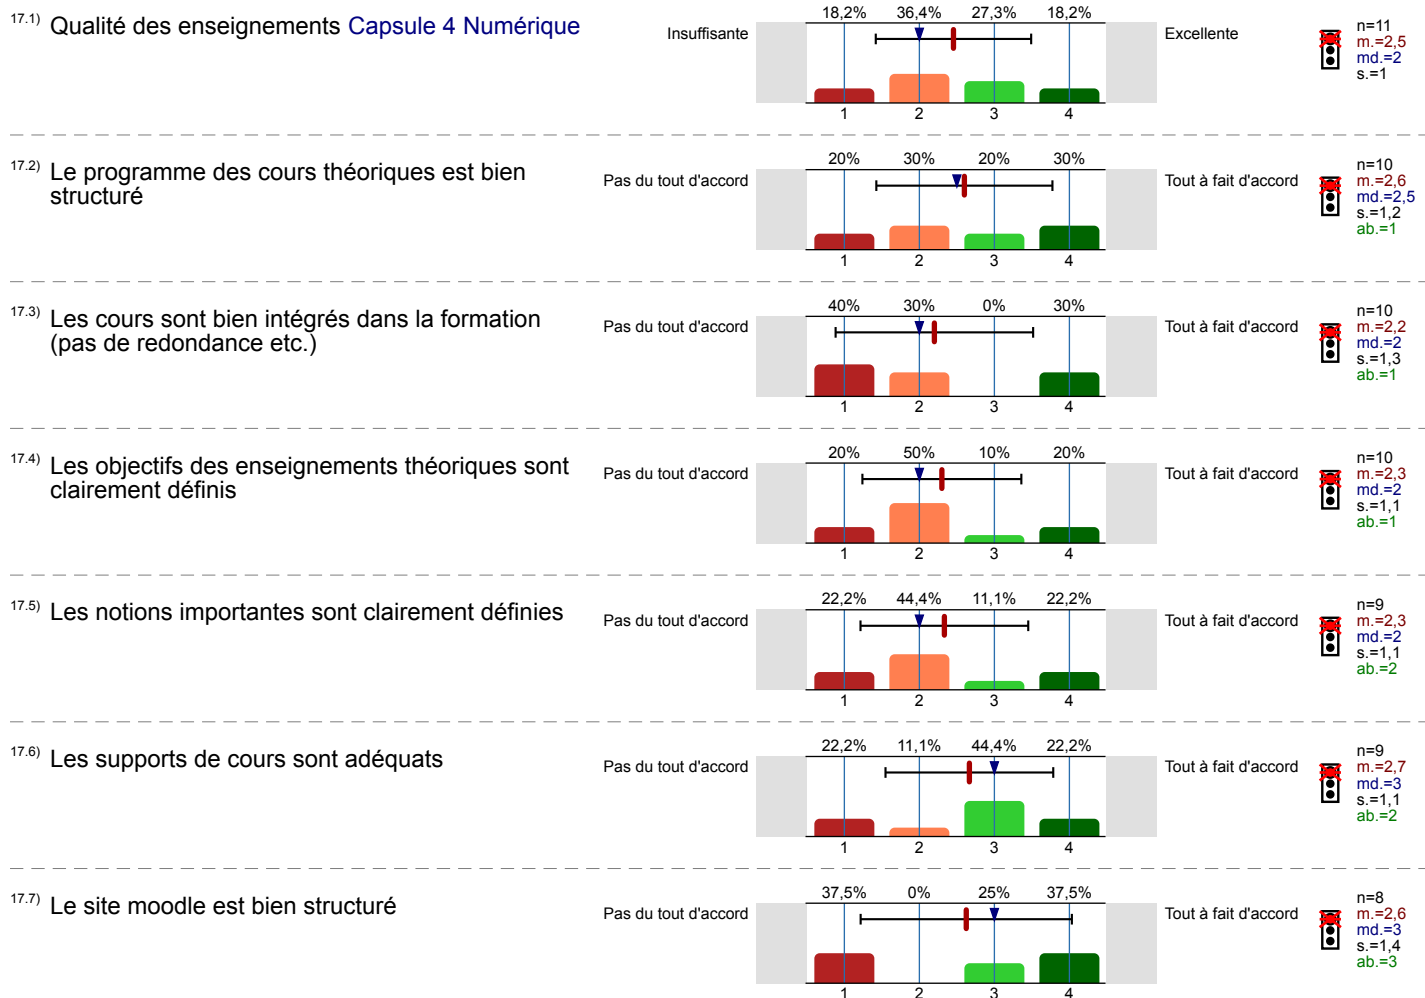 17.1) Qualité des enseignements Capsule 4 Numérique
Insuffisante
Excellente
18,2% 36,4% 27,3% 18,2%
1 2 3 4
n=11
m.=2,5
md.=2
s.=1
17.2) Le programme des cours théoriques est bien
structuré
Pas du tout d'accord
Tout à fait d'accord
20% 30% 20% 30%
1 2 3 4
n=10
m.=2,6
md.=2,5
s.=1,2
ab.=1
17.3) Les cours sont bien intégrés dans la formation
(pas de redondance etc.)
Pas du tout d'accord
Tout à fait d'accord
40% 30% 0% 30%
1 2 3 4
n=10
m.=2,2
md.=2
s.=1,3
ab.=1
17.4) Les objectifs des enseignements théoriques sont
clairement définis
Pas du tout d'accord
Tout à fait d'accord
20% 50% 10% 20%
1 2 3 4
n=10
m.=2,3
md.=2
s.=1,1
ab.=1
17.5) Les notions importantes sont clairement définies
Pas du tout d'accord
Tout à fait d'accord
22,2% 44,4% 11,1% 22,2%
1 2 3 4
n=9
m.=2,3
md.=2
s.=1,1
ab.=2
17.6) Les supports de cours sont adéquats
Pas du tout d'accord
Tout à fait d'accord
22,2% 11,1% 44,4% 22,2%
1 2 3 4
n=9
m.=2,7
md.=3
s.=1,1
ab.=2
17.7) Le site moodle est bien structuré
Pas du tout d'accord
Tout à fait d'accord
37,5% 0% 25% 37,5%
1 2 3 4
n=8
m.=2,6
md.=3
s.=1,4
ab.=3